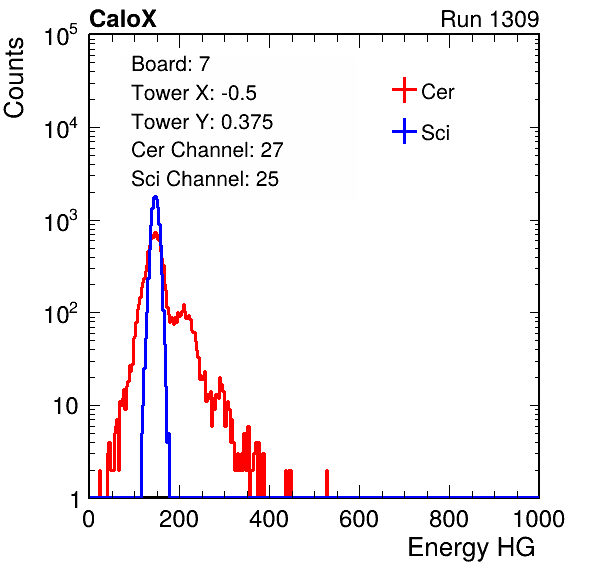 CaloX Run 1309
Counts
10^5
10^4
10^3
10^2
10
1
Board: 7
Tower X: -0.5
Tower Y: 0.375
Cer Channel: 27
Sci Channel: 25
Cer
Sci
0 200 400 600 800 1000
Energy HG